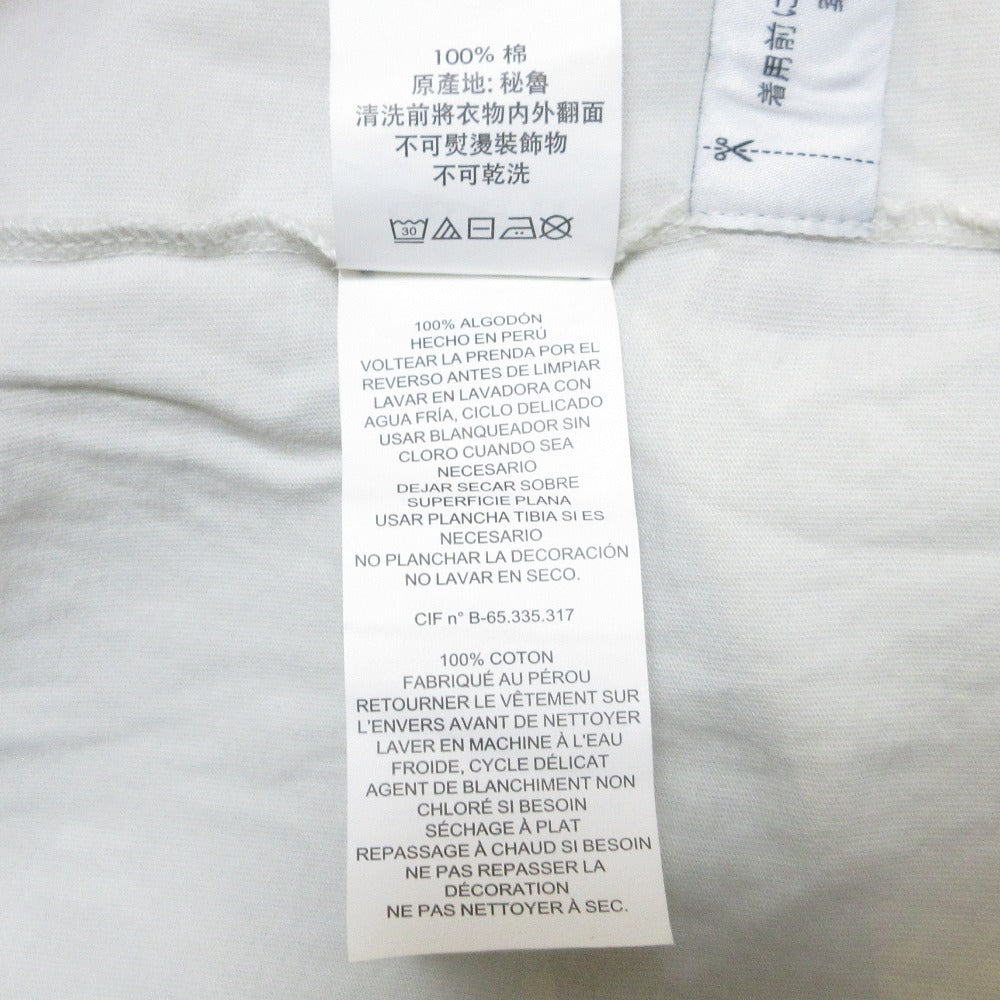 100% 棉
原產地: 秘魯
清洗前將衣物内外翻面
不可熨燙裝飾物
不可乾洗
30
100% ALGODÓN
HECHO EN PERÚ
VOLTEAR LA PRENDA POR EL
REVERSO ANTES DE LIMPIAR
LAVAR EN LAVADORA CON
AGUA FRÍA, CICLO DELICADO
USAR BLANQUEADOR SIN
CLORO CUANDO SEA
NECESARIO
DEJAR SECAR SOBRE
SUPERFICIE PLANA
USAR PLANCHA TIBIA SI ES
NECESARIO
NO PLANCHAR LA DECORACIÓN
NO LAVAR EN SECO.
CIF n° B-65.335.317
100% COTON
FABRIQUÉ AU PÉROU
RETOURNER LE VÊTEMENT SUR
L'ENVERS AVANT DE NETTOYER
LAVER EN MACHINE À L'EAU
FROIDE, CYCLE DÉLICAT
AGENT DE BLANCHIMENT NON
CHLORÉ SI BESOIN
SÉCHAGE À PLAT
REPASSAGE À CHAUD SI BESOIN
NE PAS REPASSER LA
DÉCORATION
NE PAS NETTOYER À SEC.
着用前に